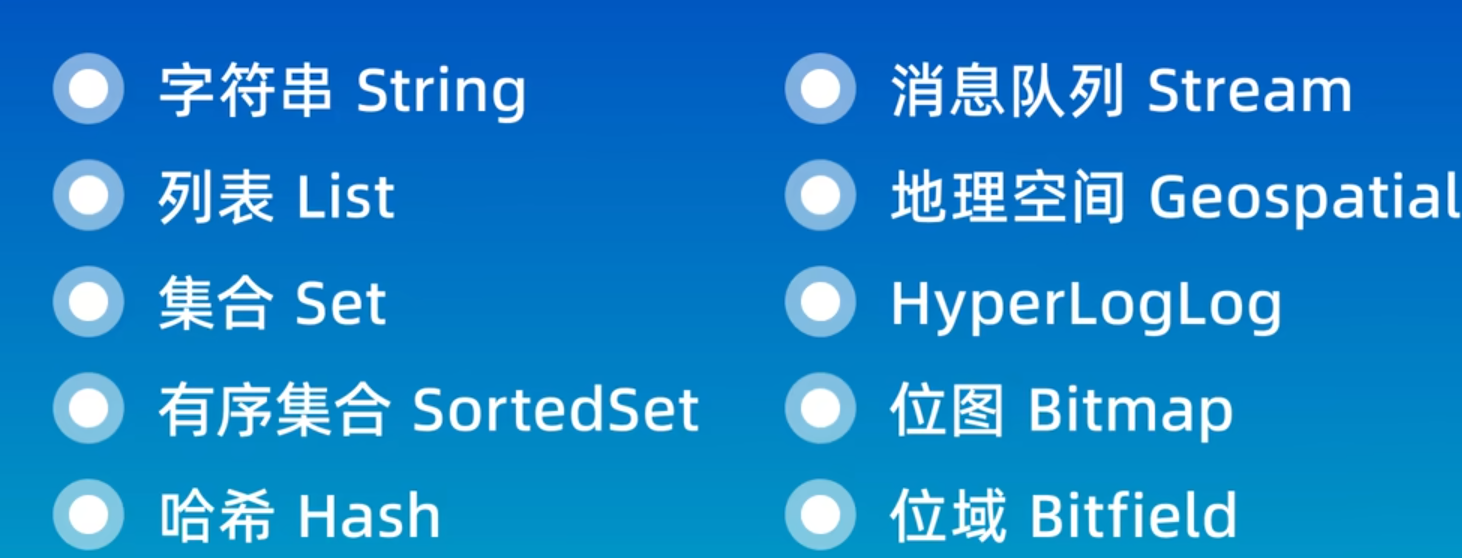 字符串 String
列表 List
集合 Set
有序集合 SortedSet
哈希 Hash
消息队列 Stream
地理空间 Geospatial
HyperLogLog
位图 Bitmap
位域 Bitfield